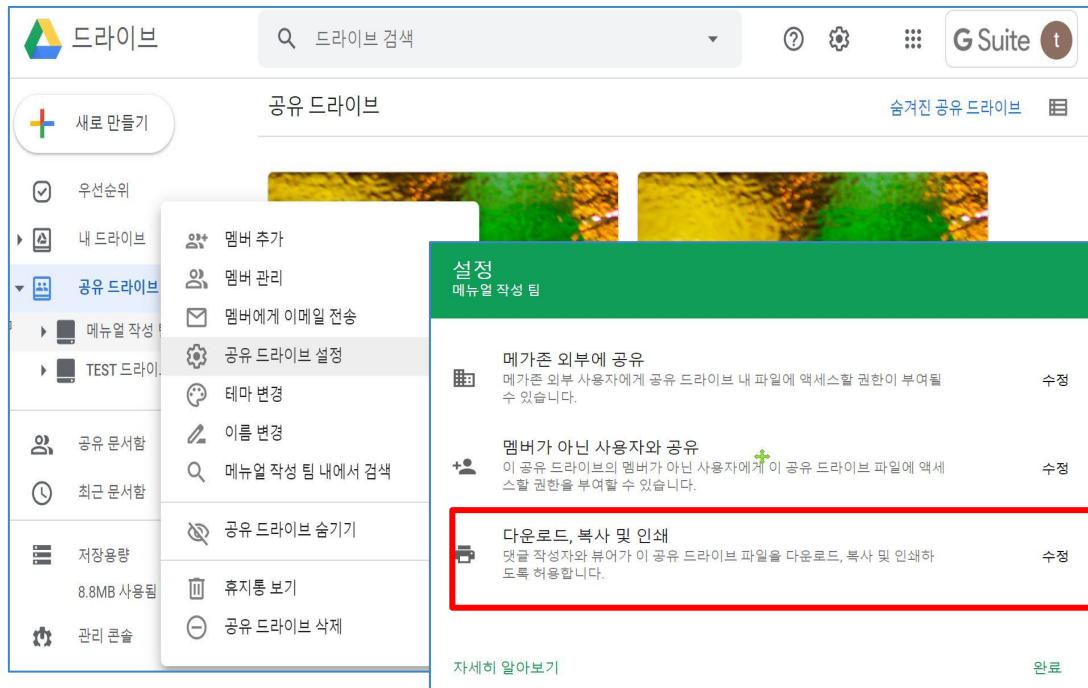 드라이브
드라이브 검색
G Suite
t
새로 만들기
공유 드라이브
숨겨진 공유 드라이브
우선순위
내 드라이브
공유 드라이브
메뉴얼 작성
TEST 드라이.
공유 문서함
최근 문서함
저장용량
8.8MB 사용됨
관리 콘솔
멤버 추가
멤버 관리
멤버에게 이메일 전송
공유 드라이브 설정
테마 변경
이름 변경
메뉴얼 작성 팀 내에서 검색
공유 드라이브 숨기기
휴지통 보기
공유 드라이브 삭제
설정
메뉴얼 작성 팀
메가존 외부에 공유
메가존 외부 사용자에게 공유 드라이브 내 파일에 액세스할 권한이 부여될
수 있습니다.
수정
멤버가 아닌 사용자와 공유
이 공유 드라이브의 멤버가 아닌 사용자에게 이 공유 드라이브 파일에 액세
스할 권한을 부여할 수 있습니다.
수정
다운로드, 복사 및 인쇄
댓글 작성자와 뷰어가 이 공유 드라이브 파일을 다운로드, 복사 및 인쇄하
도록 허용합니다.
수정
자세히 알아보기
완료